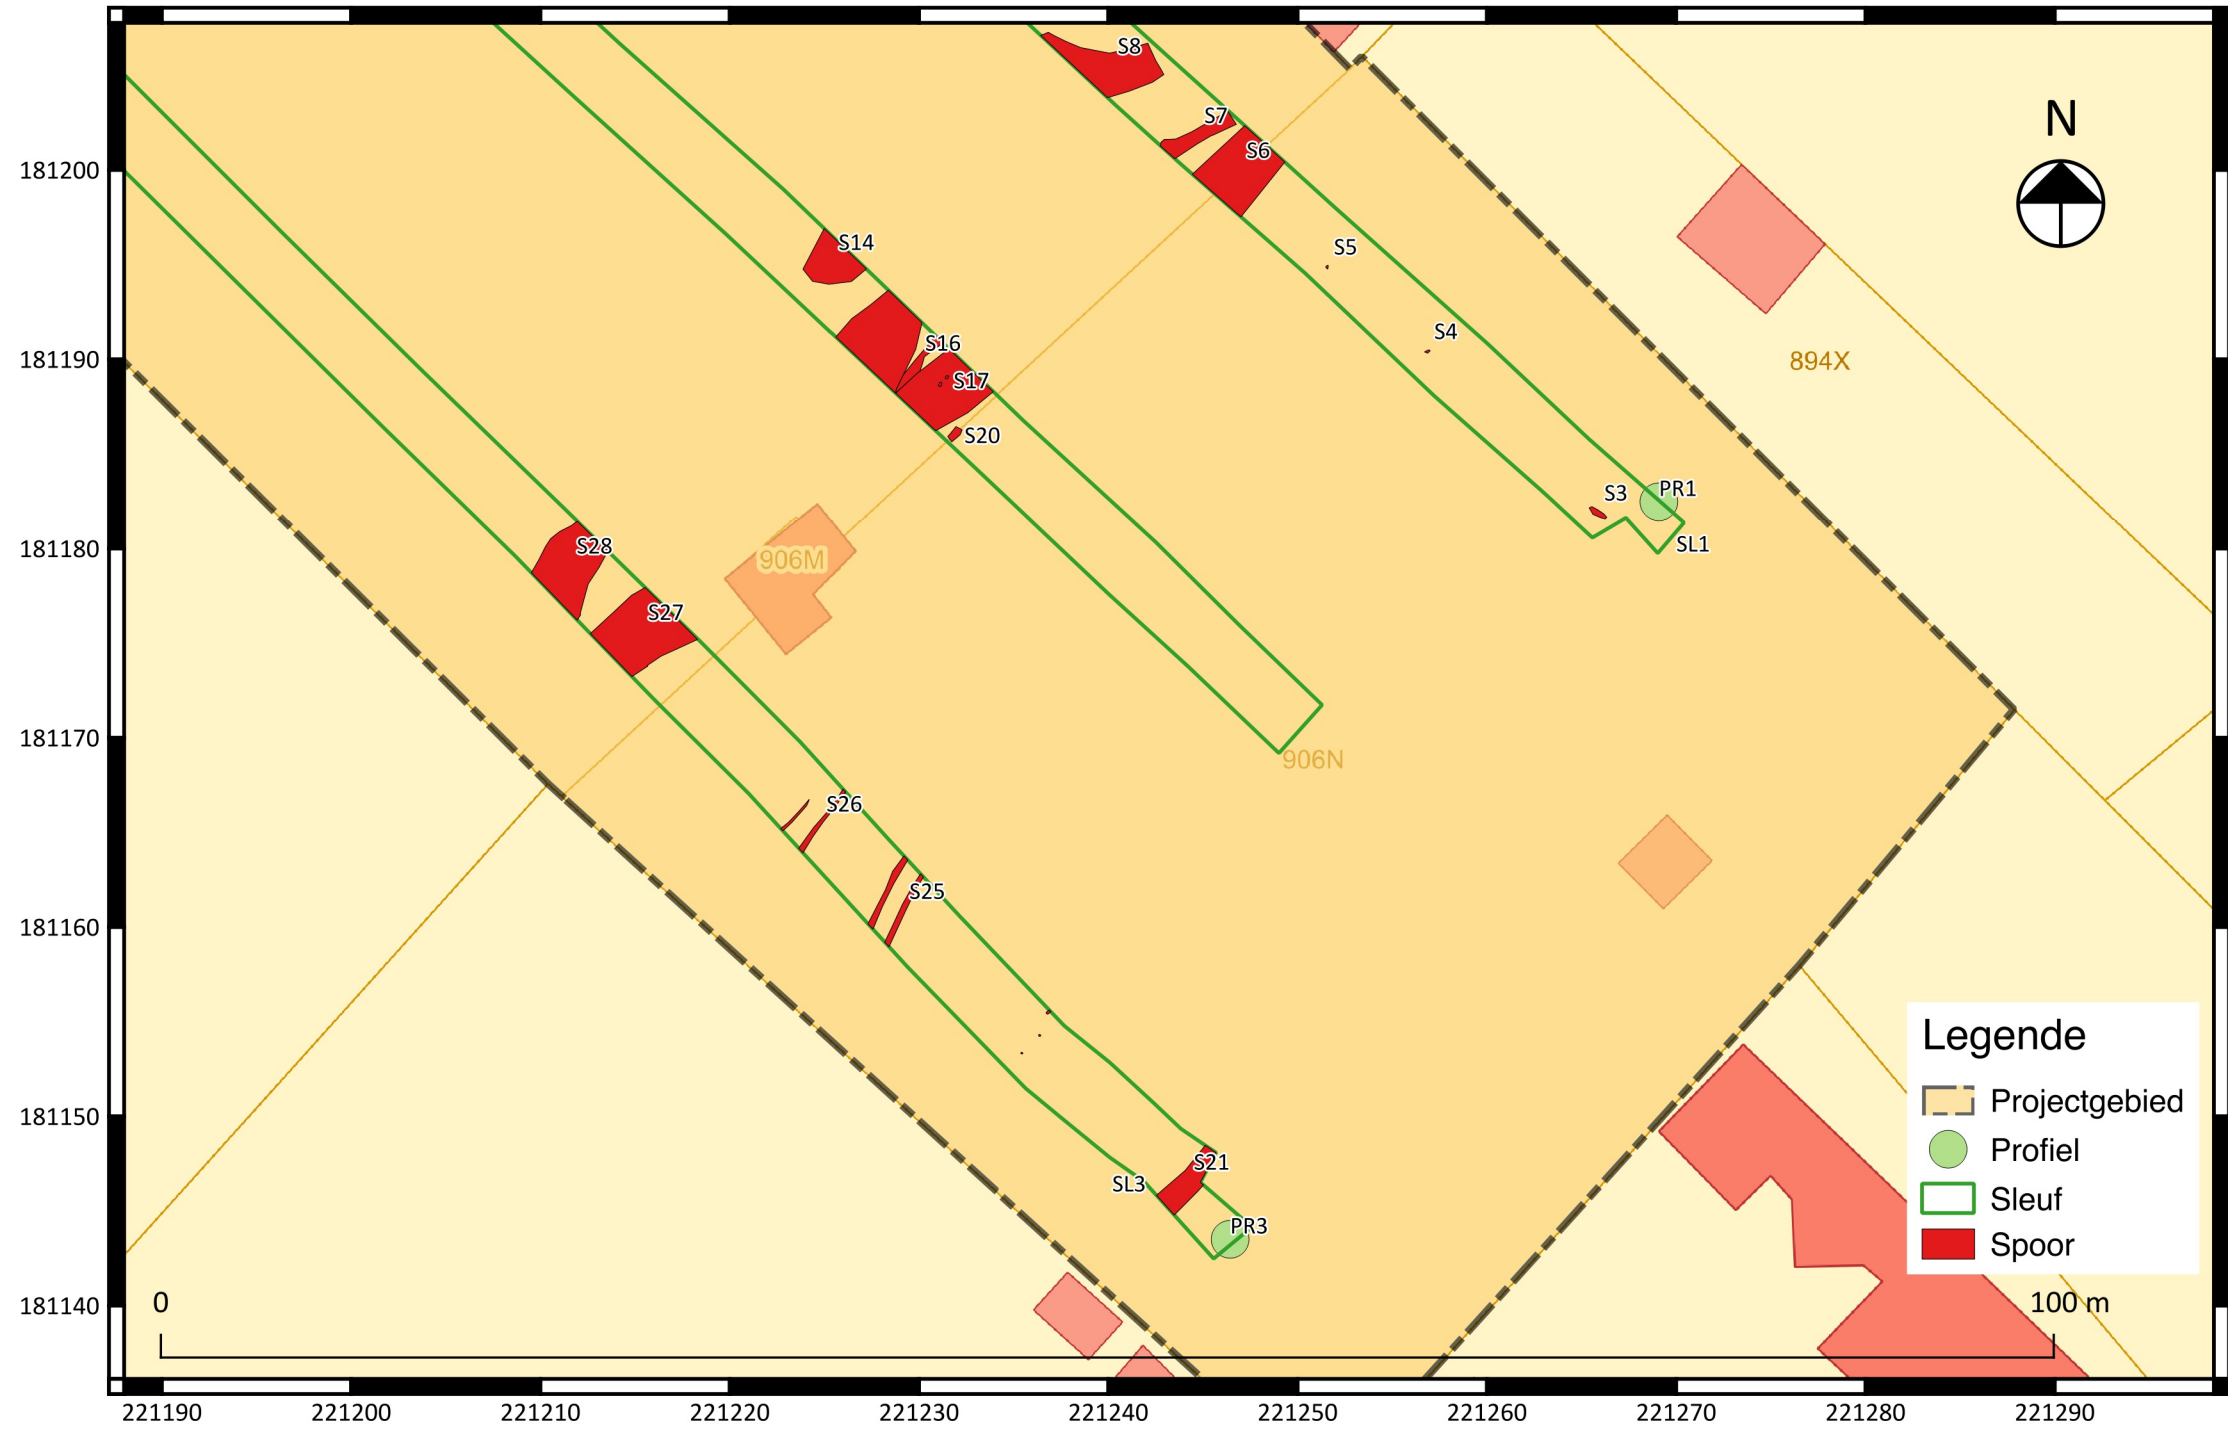 S8
N
S7
S6
181200
S14
S5
S4
S16
181190
894X
S17
S20
S3
PR1
S28
181180
SL1
906M
S27
181170
906N
S26
S25
181160
Legende
Projectgebied
181150
Profiel
S21
SL3
Sleuf
PR3
Spoor
181140
0
100 m
221190 221200 221210 221220 221230 221240 221250 221260 221270 221280 221290